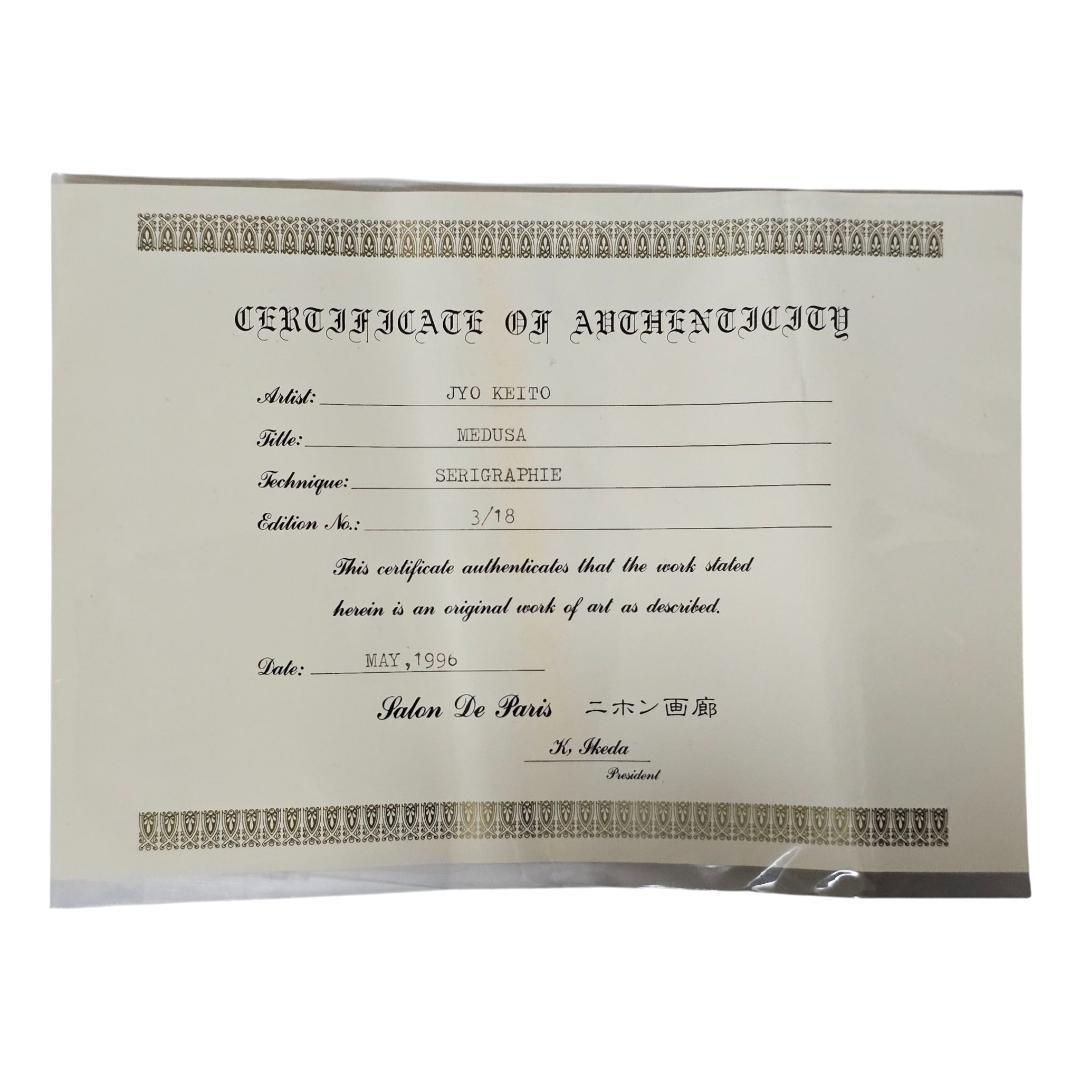 CERTIFICATE OF AUTHENTICITY
Artist: JYO KEITO
Title: MEDUSA
Technique: SERIGRAPHIE
Edition No.: 3/18
This certificate authenticates that the work stated
herein is an original work of art as described.
Date: MAY,1996
Salon De Paris ニホン画廊
K, Ikeda
President